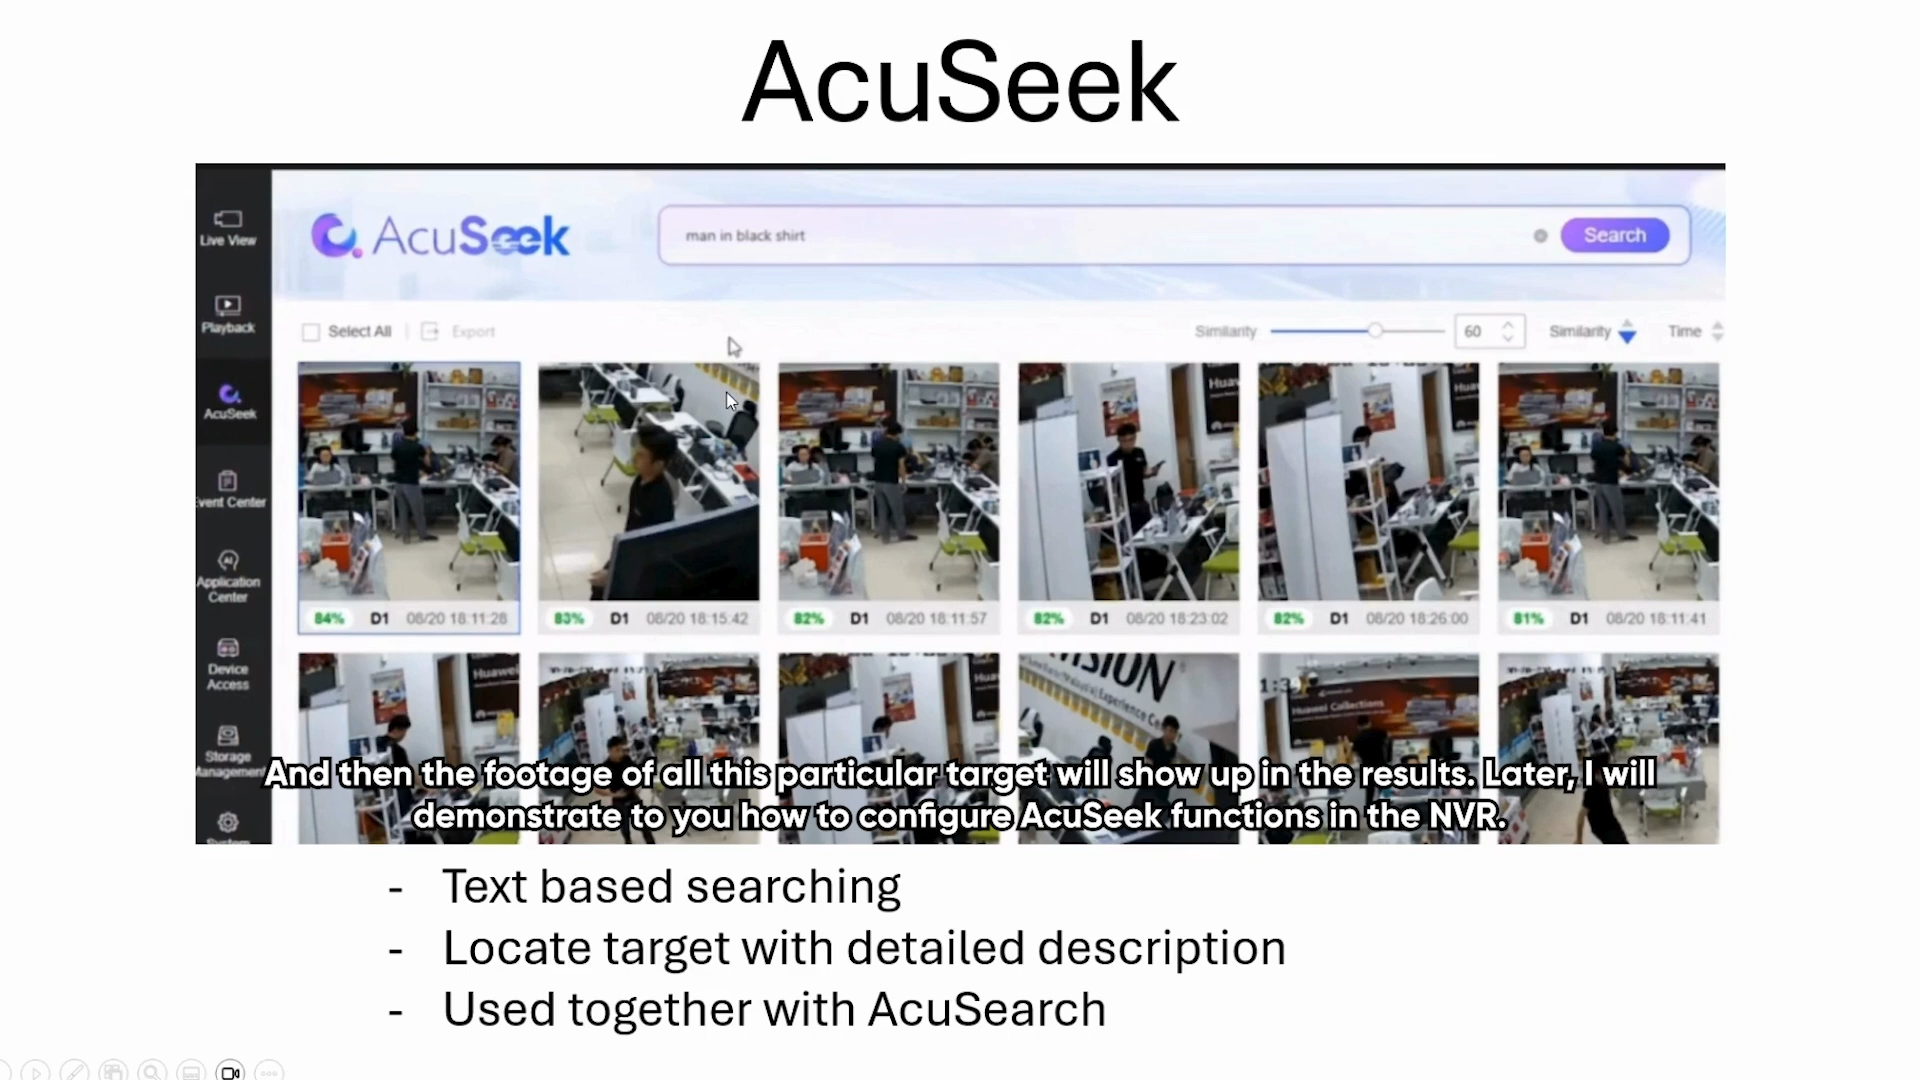 AcuSeek
Live View
Playback
AcuSeek
Event Center
Application
Center
Device
Access
Storage
Management
System
AcuSeek
man in black shirt
Search
Select All
Export
Similarity
60
Similarity
Time
84% D1 08/20 18:11:28
83% D1 08/20 18:15:42
82% D1 08/20 18:11:57
82% D1 08/20 18:23:02
82% D1 08/20 18:26:00
81% D1 08/20 18:11:41
Huawei
Huawei Collections
And then the footage of all this particular target will show up in the results. Later, I will
demonstrate to you how to configure AcuSeek functions in the NVR.
- Text based searching
- Locate target with detailed description
- Used together with AcuSearch